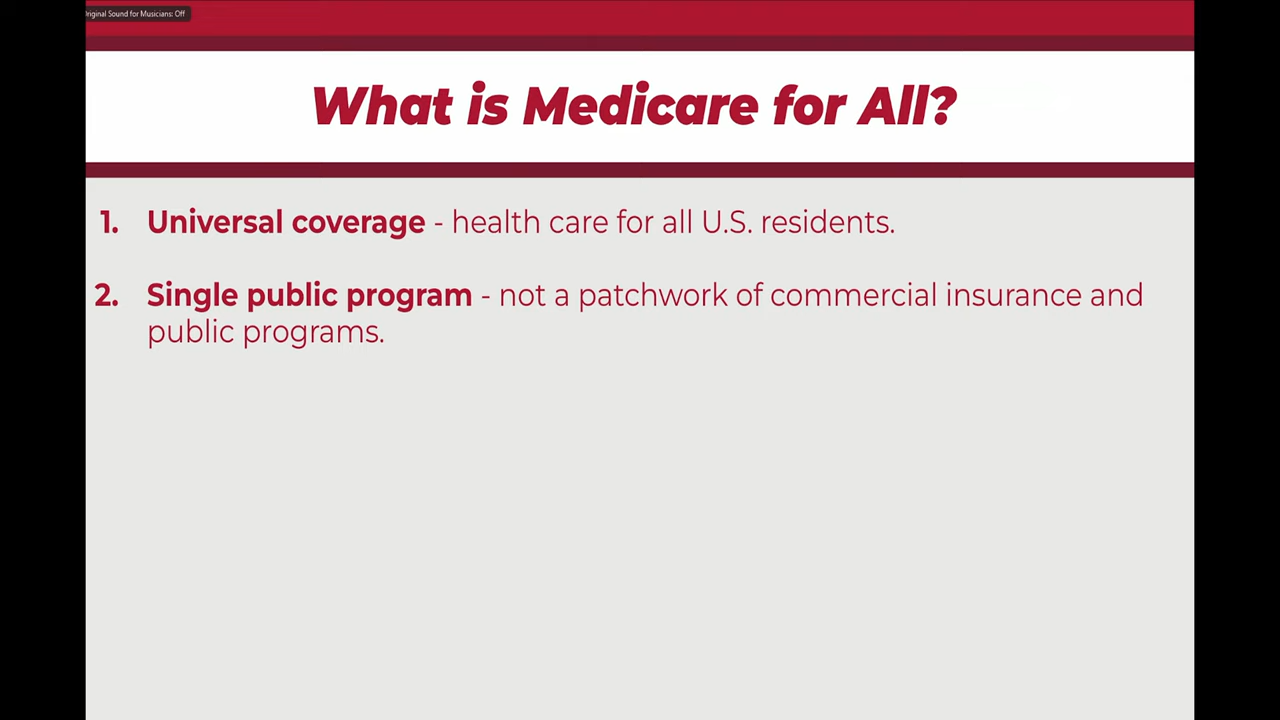 riginal Sound for Musicians: Off
What is Medicare for All?
1. Universal coverage - health care for all U.S. residents.
2. Single public program - not a patchwork of commercial insurance and
public programs.